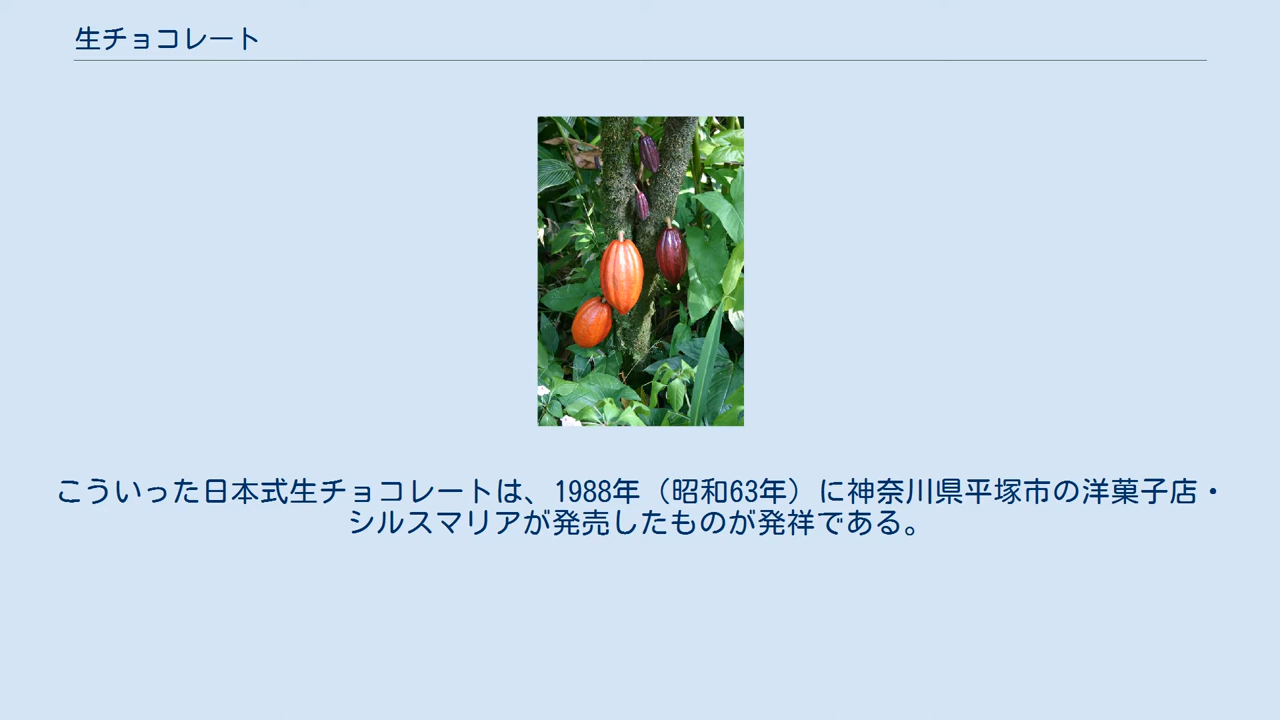 生チョコレート
こういった日本式生チョコレートは、1988年（昭和63年）に神奈川県平塚市の洋菓子店・
シルスマリアが発売したものが発祥である。